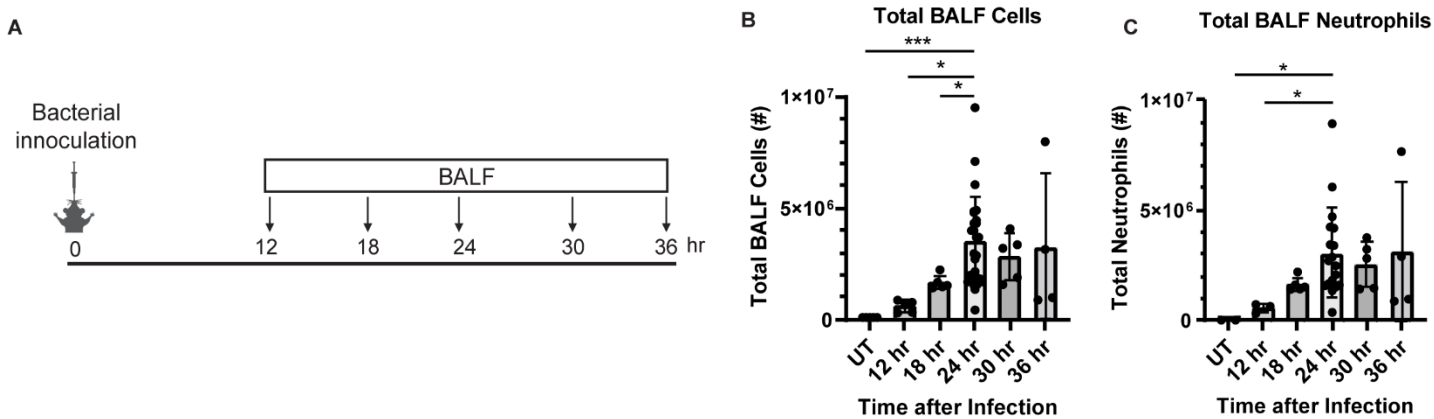 A
Bacterial
innoculation
BALF
0
12
18
24
30
36
hr
B
Total BALF Cells
***
*
*
Total BALF Cells (#)
1×10⁷
5×10⁶
0
UT
12 hr
18 hr
24 hr
30 hr
36 hr
Time after Infection
C
Total BALF Neutrophils
*
*
Total Neutrophils (#)
1×10⁷
5×10⁶
0
UT
12 hr
18 hr
24 hr
30 hr
36 hr
Time after Infection